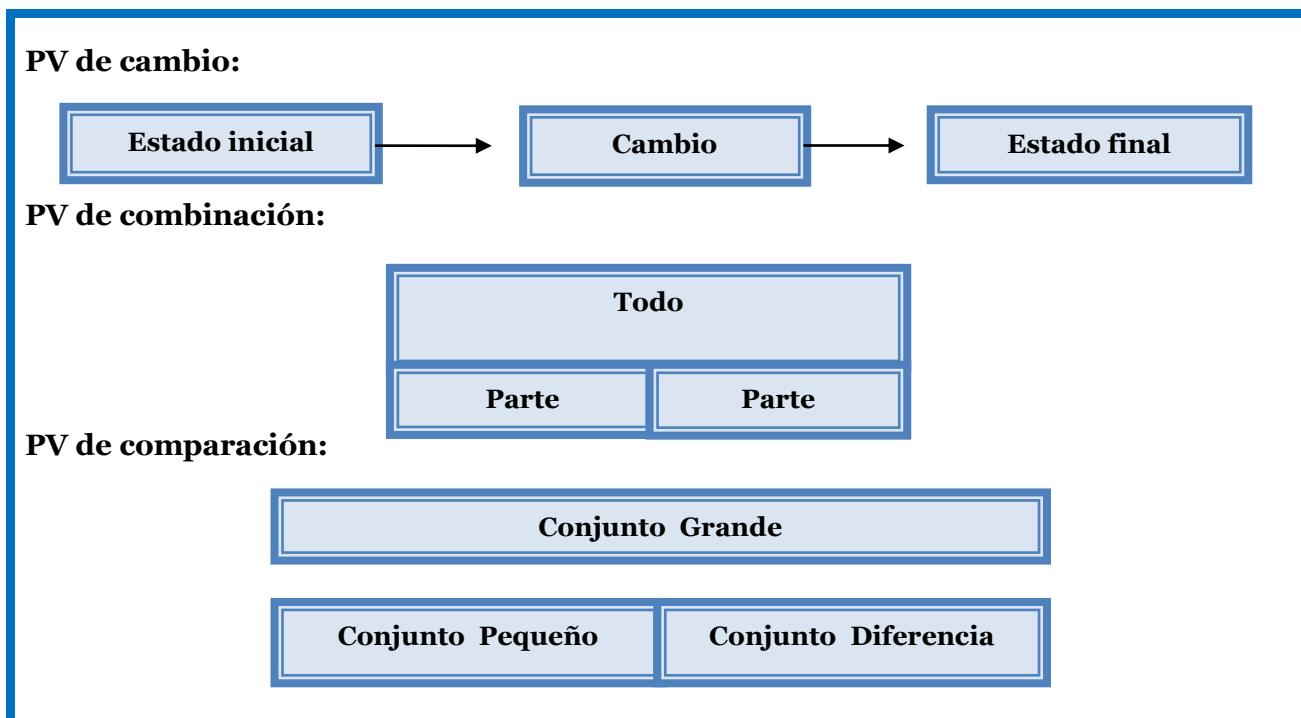 PV de cambio:
Estado inicial Cambio Estado final
PV de combinación:
Todo
Parte Parte
PV de comparación:
Conjunto Grande
Conjunto Pequeño Conjunto Diferencia